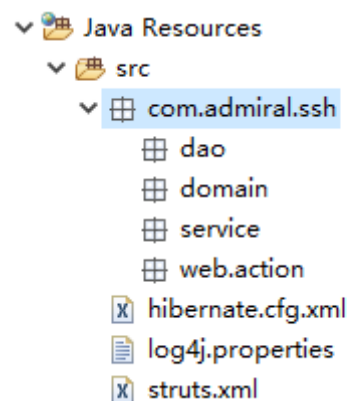 Java Resources
src
com.admiral.ssh
dao
domain
service
web.action
hibernate.cfg.xml
log4j.properties
struts.xml